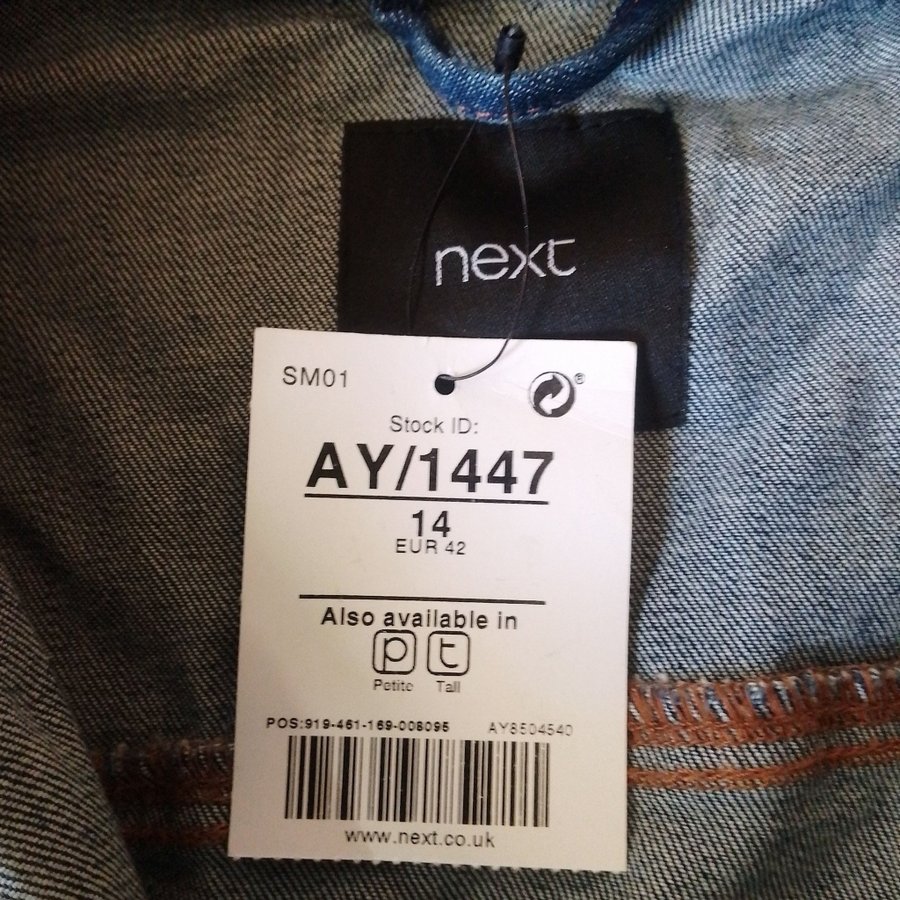 next
SM01
®
Stock ID:
AY/1447
14
EUR 42
Also available in
p t
Petite Tall
POS:919-461-169-008095 AY8504540
www.next.co.uk